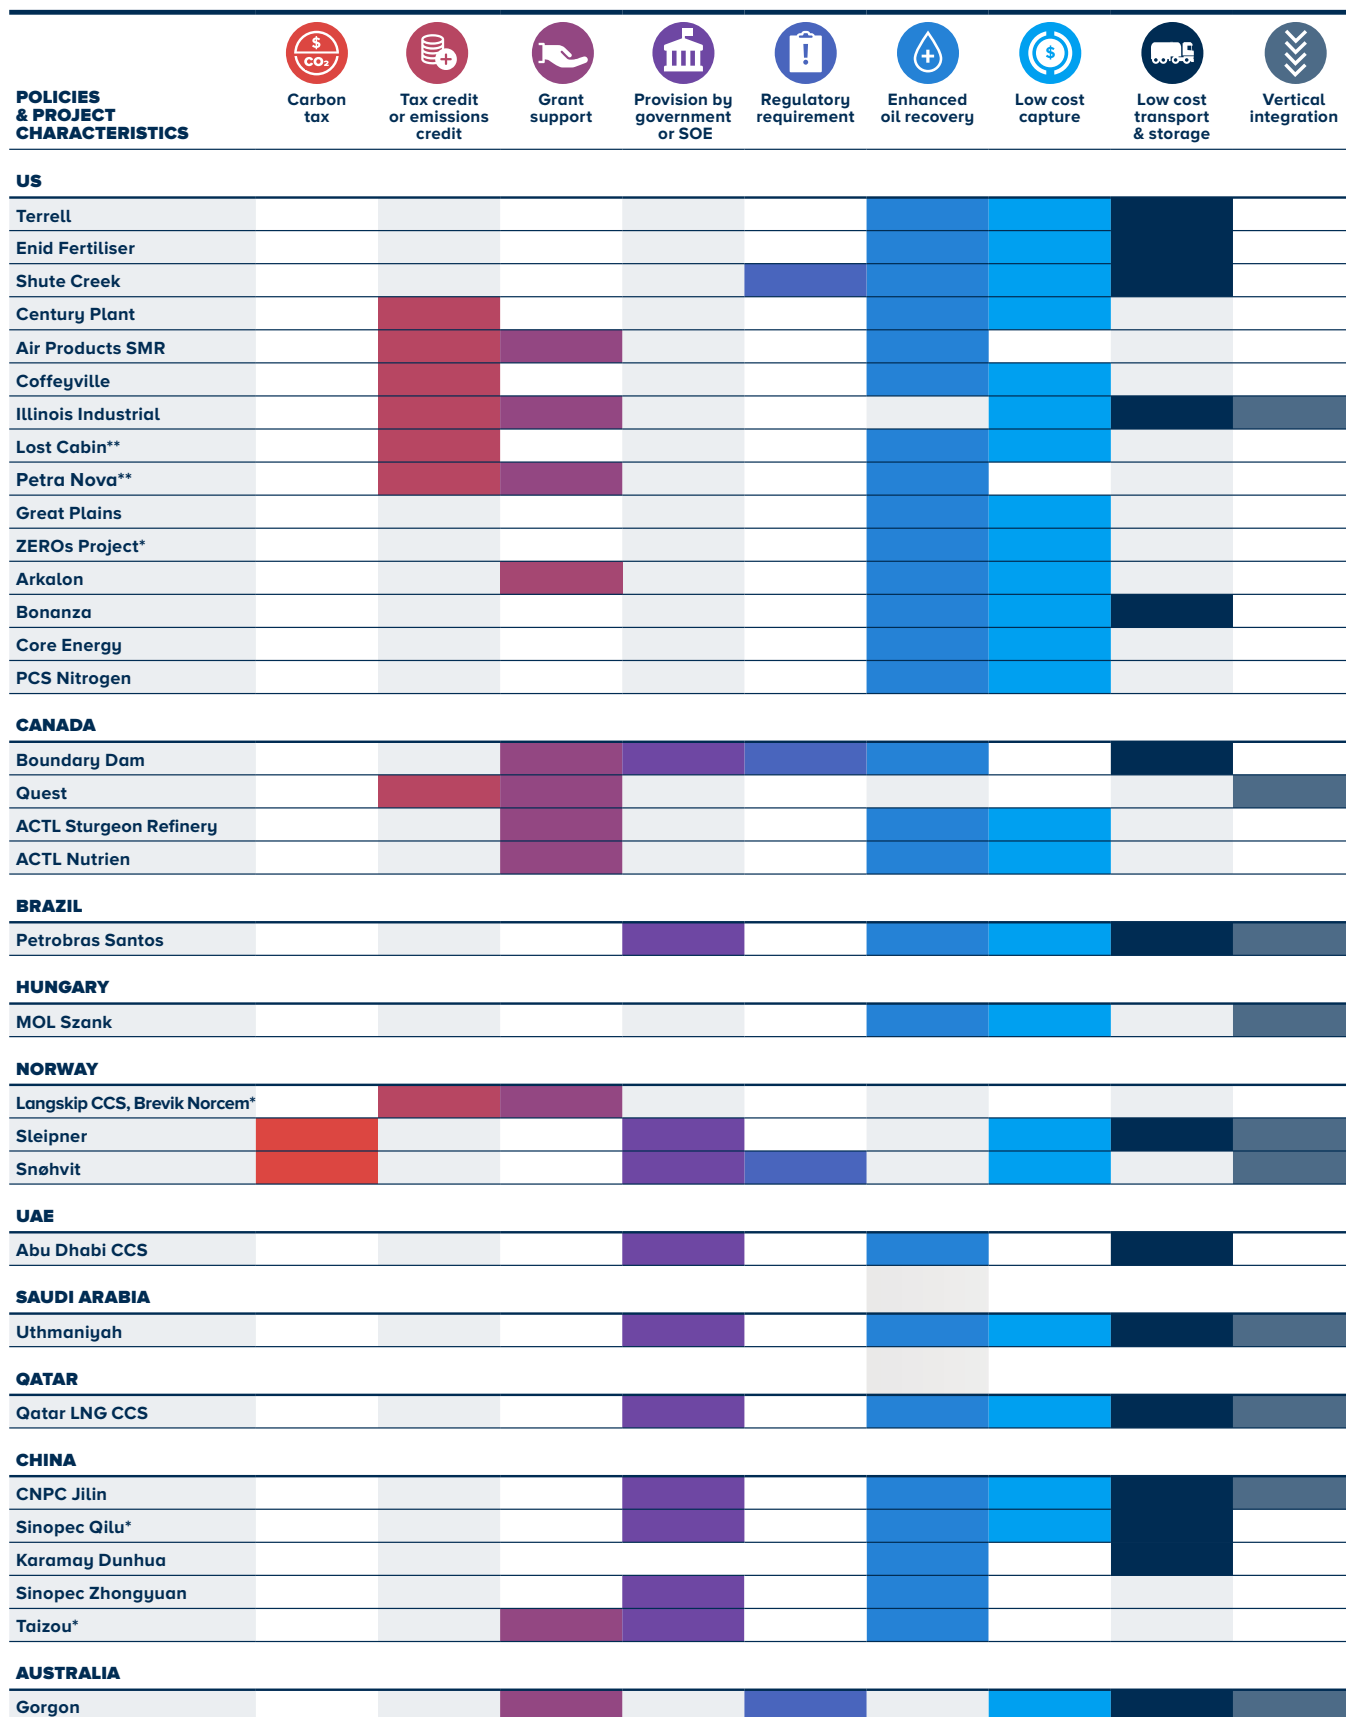 $
CO₂
+
!
+
$
POLICIES
& PROJECT
CHARACTERISTICS
Carbon
tax
Tax credit
or emissions
credit
Grant
support
Provision by
government
or SOE
Regulatory
requirement
Enhanced
oil recovery
Low cost
capture
Low cost
transport
& storage
Vertical
integration
US
Terrell
Enid Fertiliser
Shute Creek
Century Plant
Air Products SMR
Coffeyville
Illinois Industrial
Lost Cabin**
Petra Nova**
Great Plains
ZEROs Project*
Arkalon
Bonanza
Core Energy
PCS Nitrogen
CANADA
Boundary Dam
Quest
ACTL Sturgeon Refinery
ACTL Nutrien
BRAZIL
Petrobras Santos
HUNGARY
MOL Szank
NORWAY
Langskip CCS, Brevik Norcem*
Sleipner
Snøhvit
UAE
Abu Dhabi CCS
SAUDI ARABIA
Uthmaniyah
QATAR
Qatar LNG CCS
CHINA
CNPC Jilin
Sinopec Qilu*
Karamay Dunhua
Sinopec Zhongyuan
Taizou*
AUSTRALIA
Gorgon